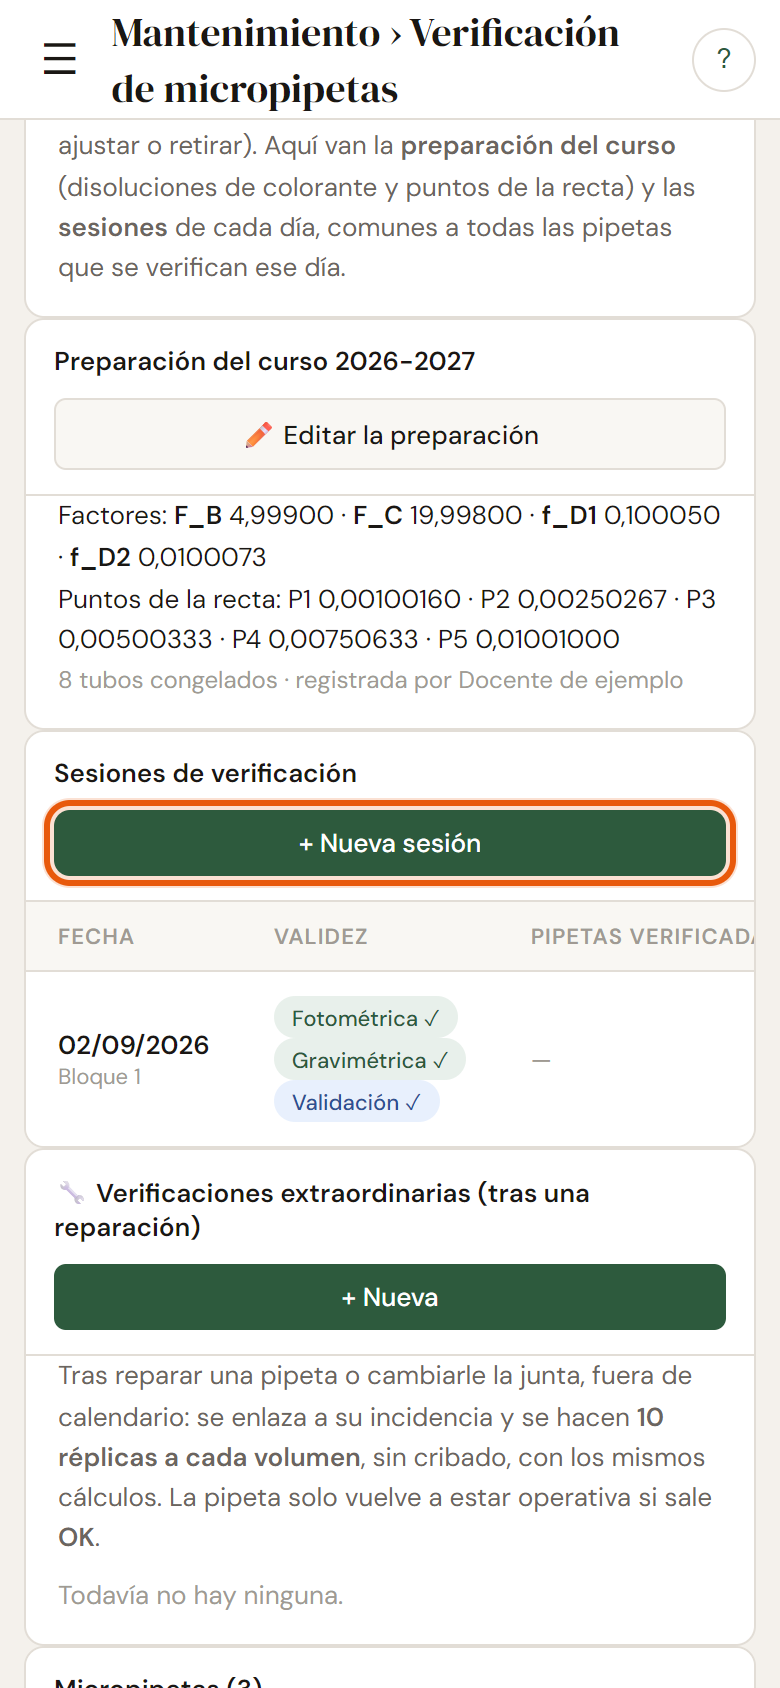 Mantenimiento › Verificación
de micropipetas
?
ajustar o retirar). Aquí van la preparación del curso
(disoluciones de colorante y puntos de la recta) y las
sesiones de cada día, comunes a todas las pipetas
que se verifican ese día.
Preparación del curso 2026-2027
Editar la preparación
Factores: F_B 4,99900 · F_C 19,99800 · f_D1 0,100050
· f_D2 0,0100073
Puntos de la recta: P1 0,00100160 · P2 0,00250267 · P3
0,00500333 · P4 0,00750633 · P5 0,01001000
8 tubos congelados · registrada por Docente de ejemplo
Sesiones de verificación
+ Nueva sesión
FECHA VALIDEZ PIPETAS VERIFICADA
02/09/2026
Bloque 1
Fotométrica ✓
Gravimétrica ✓
Validación ✓
—
Verificaciones extraordinarias (tras una
reparación)
+ Nueva
Tras reparar una pipeta o cambiarle la junta, fuera de
calendario: se enlaza a su incidencia y se hacen 10
réplicas a cada volumen, sin cribado, con los mismos
cálculos. La pipeta solo vuelve a estar operativa si sale
OK.
Todavía no hay ninguna.
Micropipetas (3)